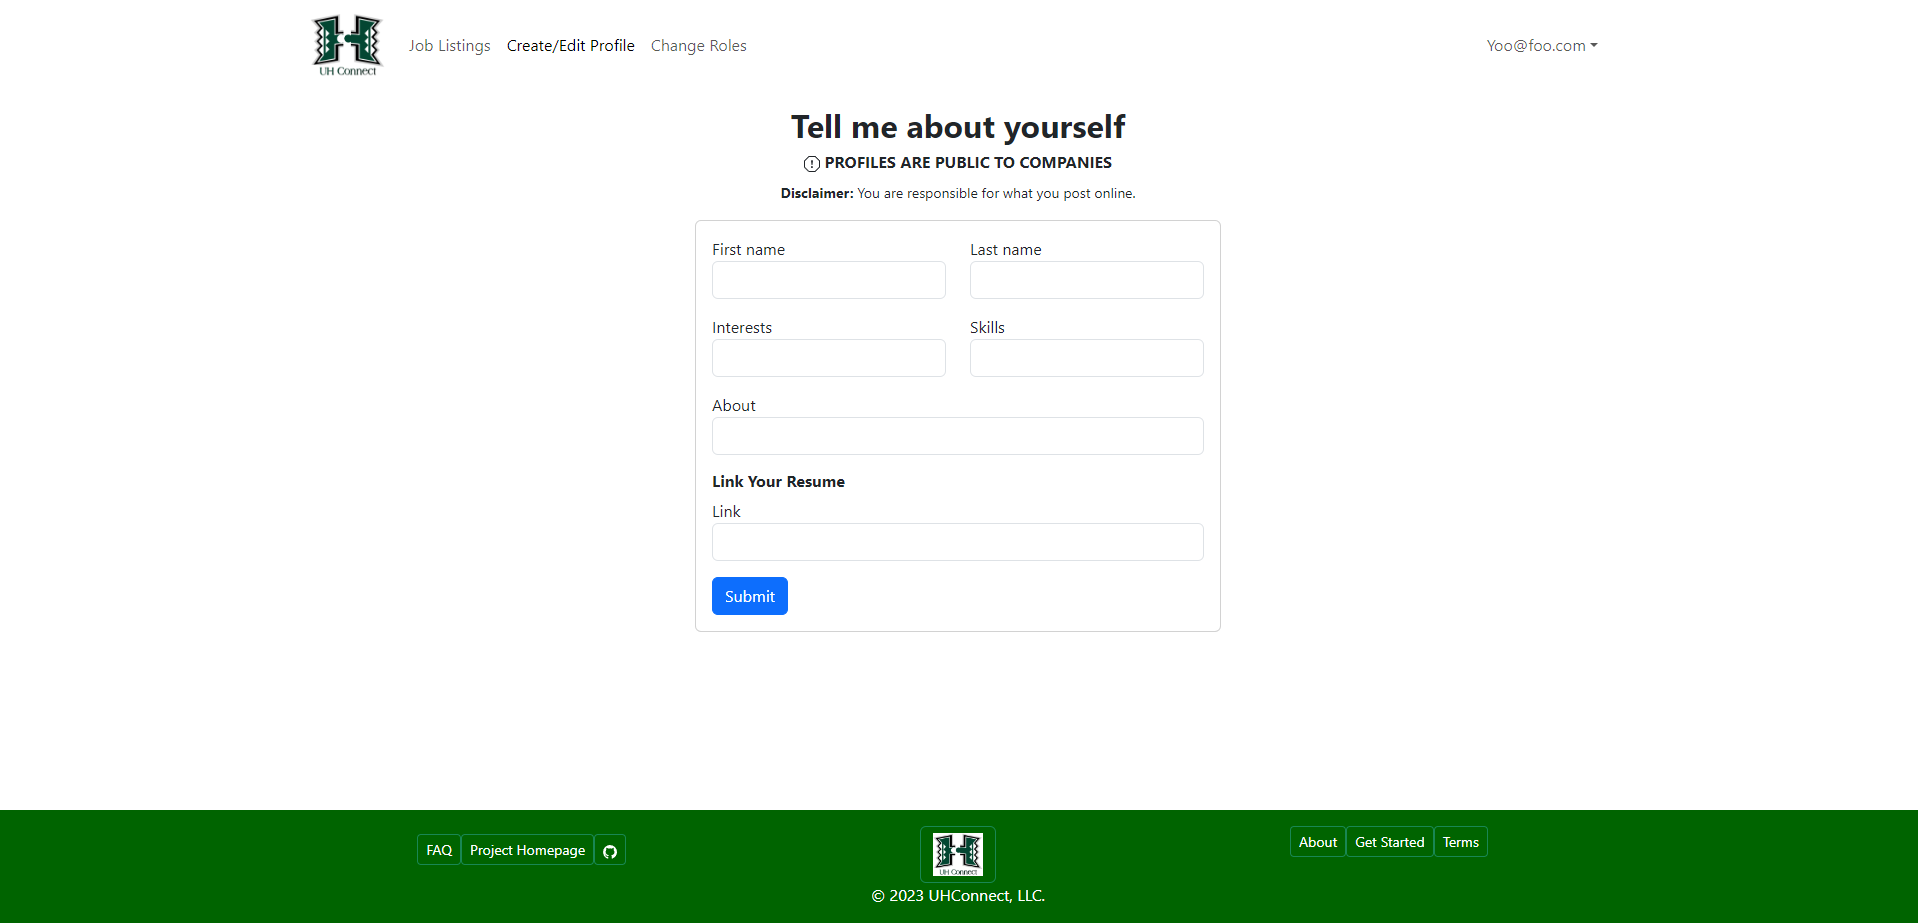 UH Connect
Job Listings Create/Edit Profile Change Roles Yoo@foo.com
Tell me about yourself
PROFILES ARE PUBLIC TO COMPANIES
Disclaimer: You are responsible for what you post online.
First name Last name
Interests Skills
About
Link Your Resume
Link
Submit
FAQ Project Homepage
UH Connect
© 2023 UHConnect, LLC.
About Get Started Terms